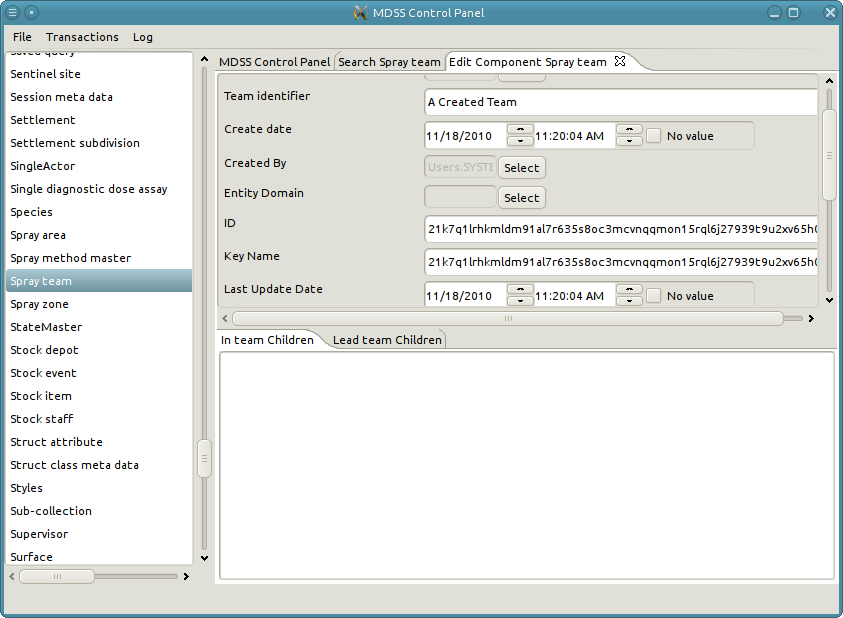 MDSS Control Panel
File Transactions Log
Saved query
Sentinel site
Session meta data
Settlement
Settlement subdivision
SingleActor
Single diagnostic dose assay
Species
Spray area
Spray method master
Spray team
Spray zone
StateMaster
Stock depot
Stock event
Stock item
Stock staff
Struct attribute
Struct class meta data
Styles
Sub-collection
Supervisor
Surface
MDSS Control Panel Search Spray team Edit Component Spray team
Team identifier A Created Team
Create date 11/18/2010 11:20:04 AM No value
Created By Users.SYSTE Select
Entity Domain Select
ID 21k7q1lrhkmldm91al7r635s8oc3mcvnqqmon15rql6j27939t9u2xv65h0
Key Name 21k7q1lrhkmldm91al7r635s8oc3mcvnqqmon15rql6j27939t9u2xv65h0
Last Update Date 11/18/2010 11:20:04 AM No value
In team Children Lead team Children